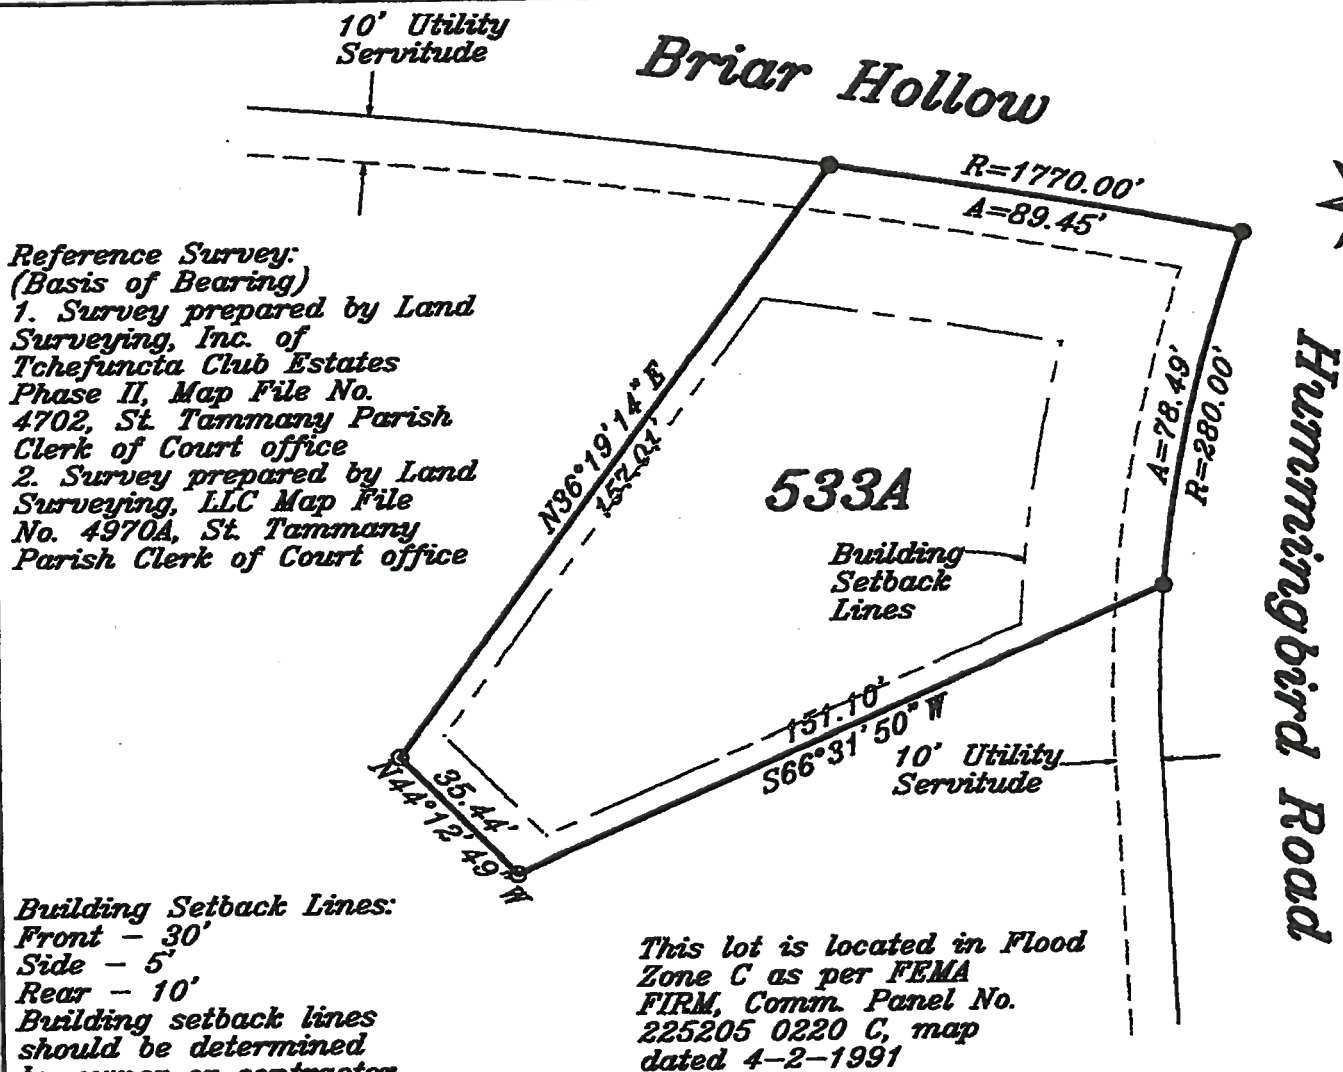 10' Utility
Servitude
Briar Hollow
R=1770.00'
A=89.45'
Reference Survey:
(Basis of Bearing)
1. Survey prepared by Land
Surveying, Inc. of
Tchefuncta Club Estates
Phase II, Map File No.
4702, St. Tammany Parish
Clerk of Court office
2. Survey prepared by Land
Surveying, LLC Map File
No. 4970A, St. Tammany
Parish Clerk of Court office
N36°19'14"E
157.01'
A=78.49'
R=280.00'
Hummingbird Road
533A
Building
Setback
Lines
151.10'
S66°31'50"W
10' Utility
Servitude
35.44'
N44°12'49"W
Building Setback Lines:
Front - 30'
Side - 5'
Rear - 10'
Building setback lines
should be determined
by owner or contractor
This lot is located in Flood
Zone C as per FEMA
FIRM, Comm. Panel No.
225205 0220 C, map
dated 4-2-1991